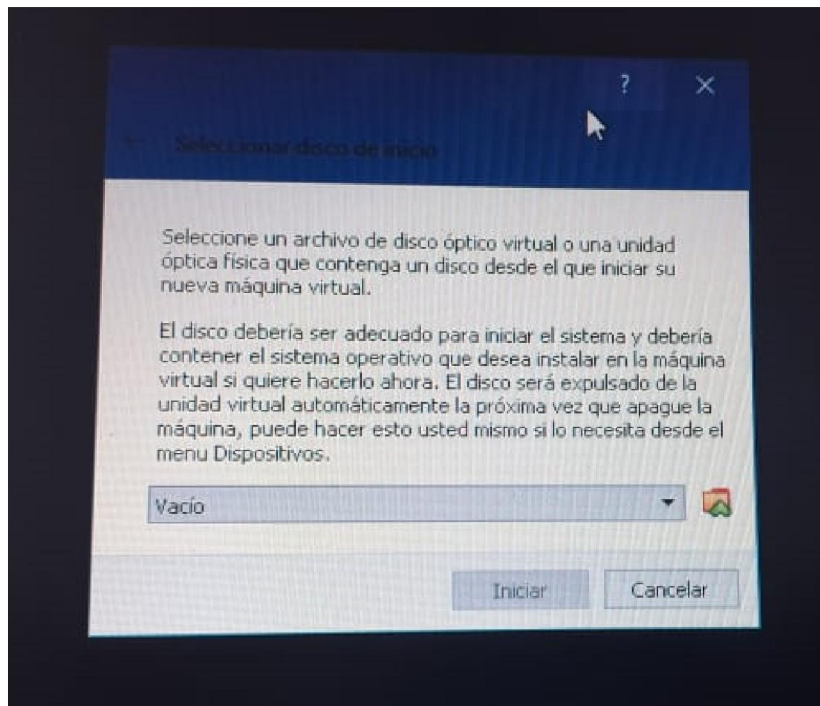 ?
Seleccionar disco de inicio
Seleccione un archivo de disco óptico virtual o una unidad
óptica física que contenga un disco desde el que iniciar su
nueva máquina virtual.
El disco debería ser adecuado para iniciar el sistema y debería
contener el sistema operativo que desea instalar en la máquina
virtual si quiere hacerlo ahora. El disco será expulsado de la
unidad virtual automáticamente la próxima vez que apague la
máquina, puede hacer esto usted mismo si lo necesita desde el
menu Dispositivos.
Vacío
Iniciar Cancelar